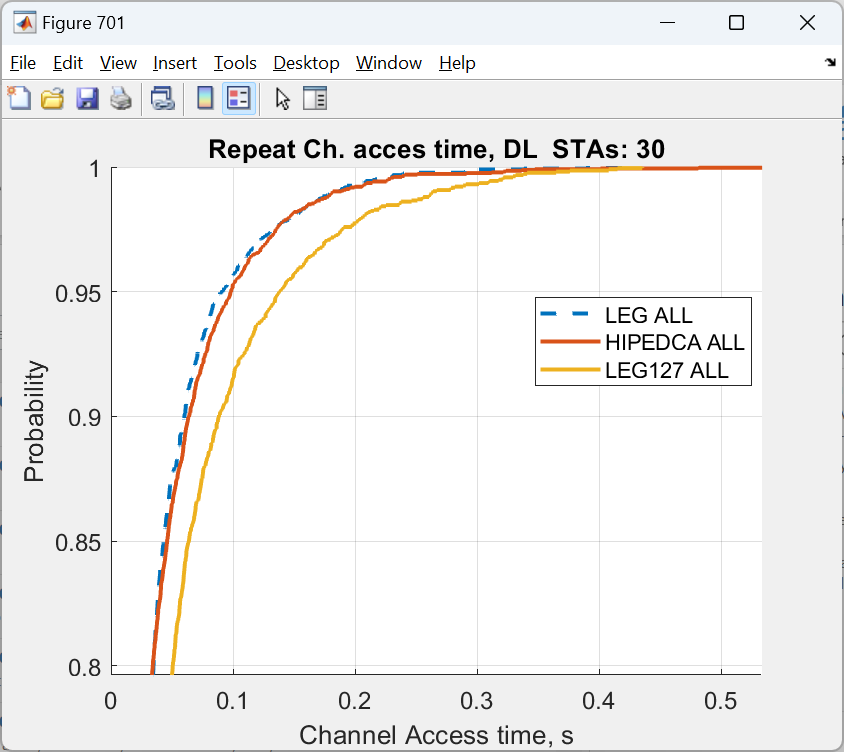 Figure 701
File Edit View Insert Tools Desktop Window Help
Repeat Ch. acces time, DL  STAs: 30
1
0.95
0.9
0.85
0.8
Probability
LEG ALL
HIPEDCA ALL
LEG127 ALL
0 0.1 0.2 0.3 0.4 0.5
Channel Access time, s